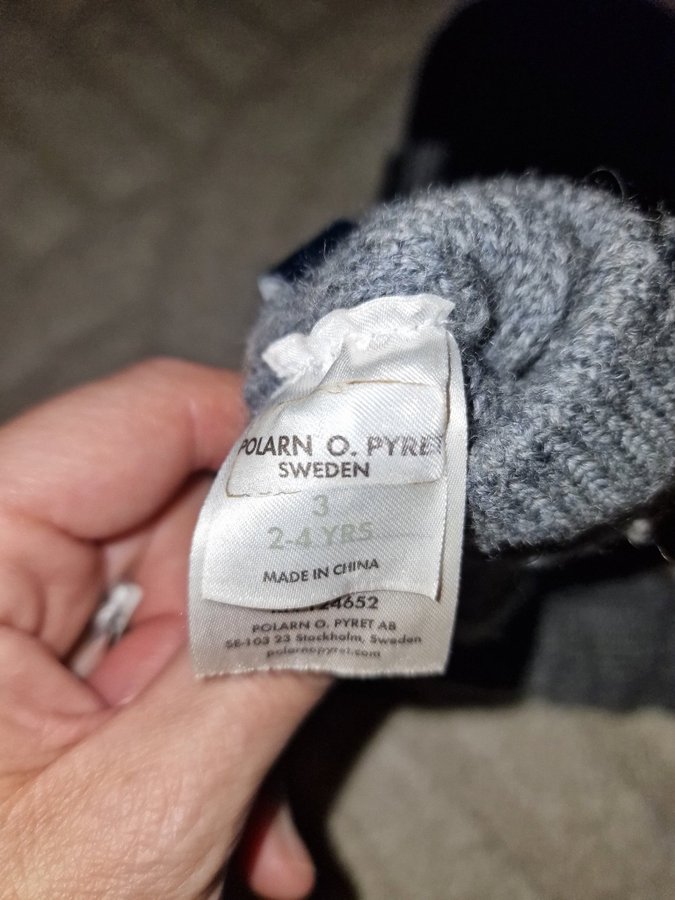 POLARN O. PYRET
SWEDEN
3
2-4 YRS
MADE IN CHINA
24652
POLARN O. PYRET AB
SE-103 23 Stockholm, Sweden
polarnopyret.com